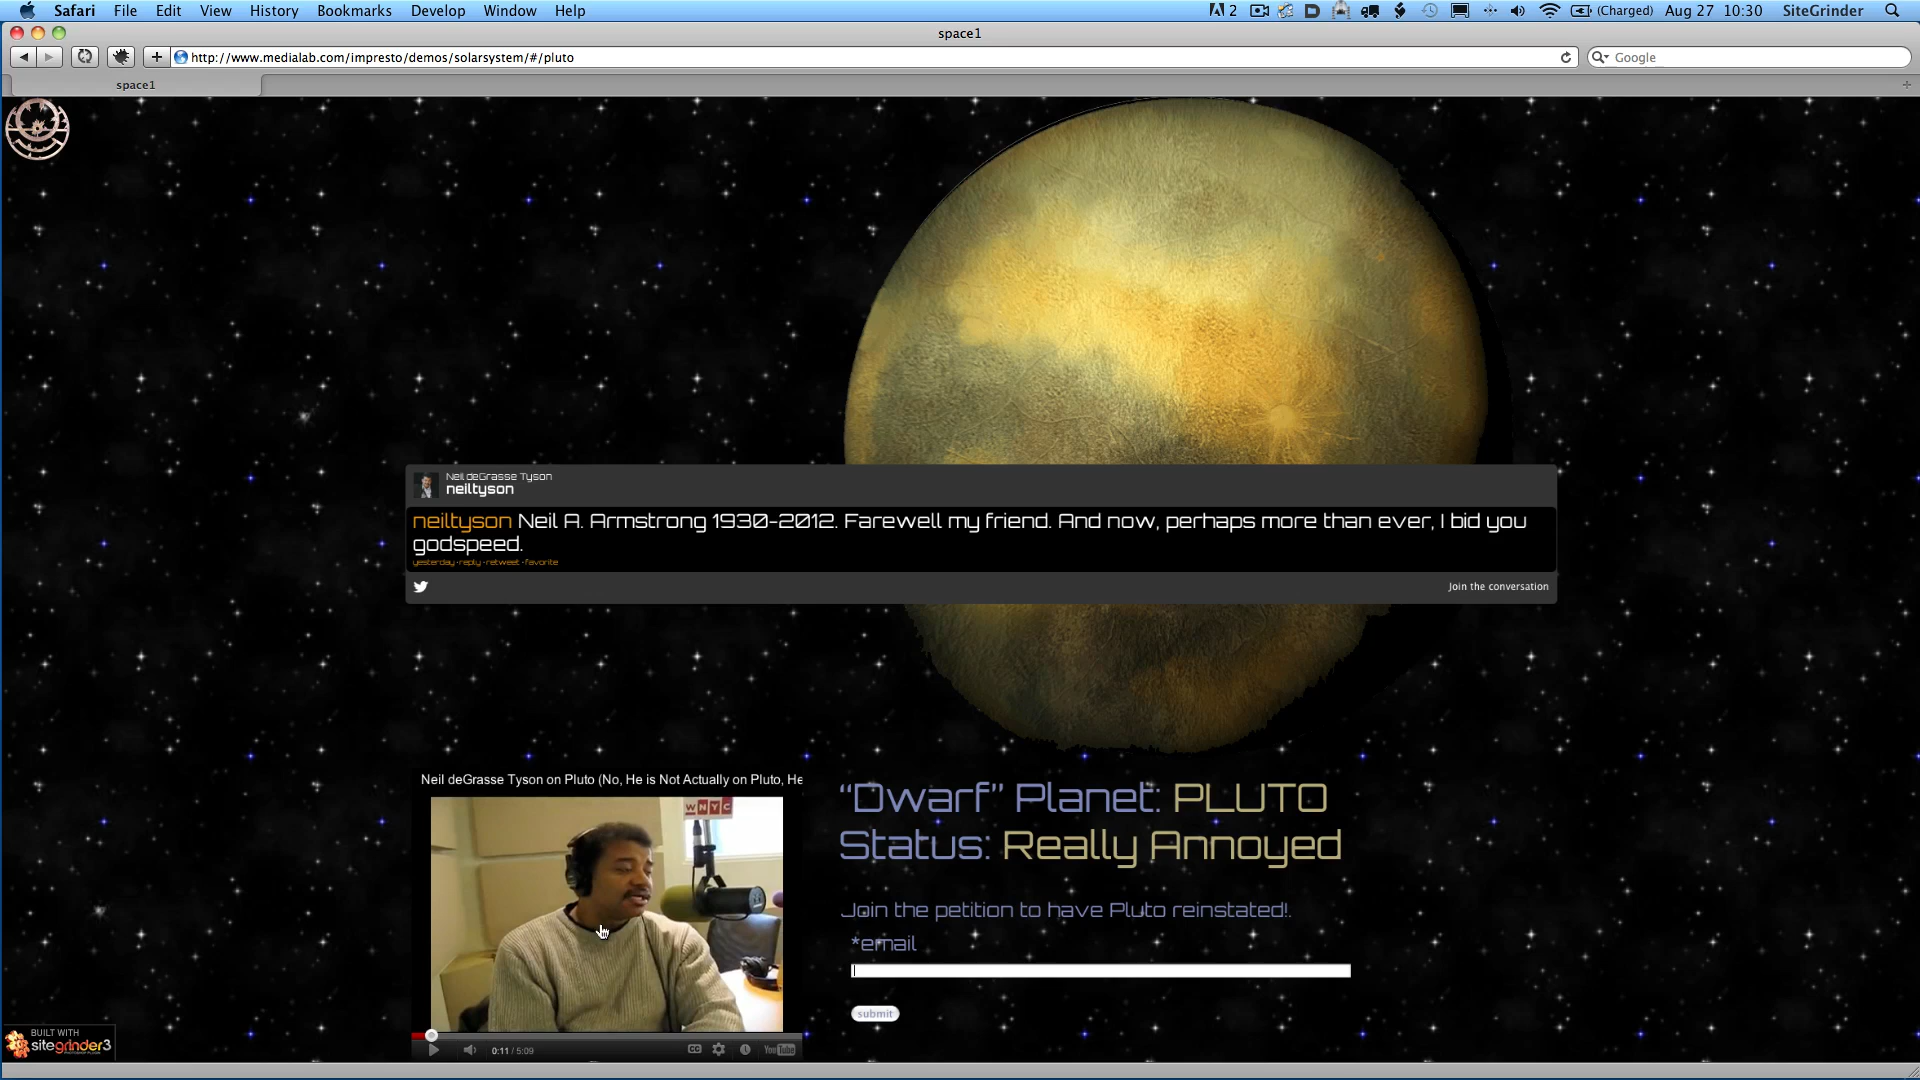 Safari File Edit View History Bookmarks Develop Window Help 2 (Charged) Aug 27 10:30 SiteGrinder
space1
http://www.medialab.com/impresto/demos/solarsystem/#/pluto Google
space1
Neil deGrasse Tyson
neiltyson
neiltyson Neil A. Armstrong 1930-2012. Farewell my friend. And now, perhaps more than ever, I bid you
godspeed.
yesterday · reply · retweet · favorite
Join the conversation
Neil deGrasse Tyson on Pluto (No, He is Not Actually on Pluto, He
WNYC
“Dwarf” Planet: PLUTO
Status: Really Annoyed
Join the petition to have Pluto reinstated!.
*email
submit
BUILT WITH
sitegrinder3
0:11 / 5:09 CC YouTube